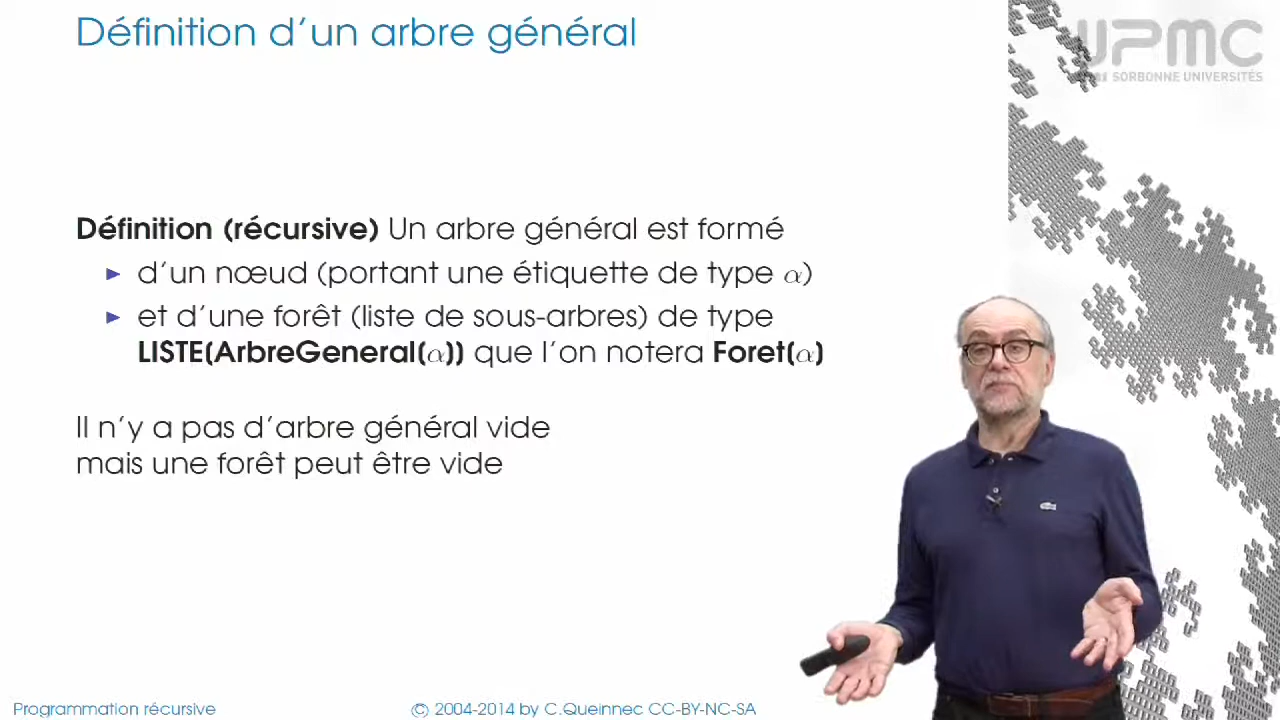 Définition d'un arbre général
UPMC
SORBONNE UNIVERSITÉS
Définition (récursive) Un arbre général est formé
► d'un nœud (portant une étiquette de type α)
► et d'une forêt (liste de sous-arbres) de type
LISTE(ArbreGeneral(α)) que l'on notera Foret(α)
Il n'y a pas d'arbre général vide
mais une forêt peut être vide
Programmation récursive
© 2004-2014 by C.Queinnec CC-BY-NC-SA